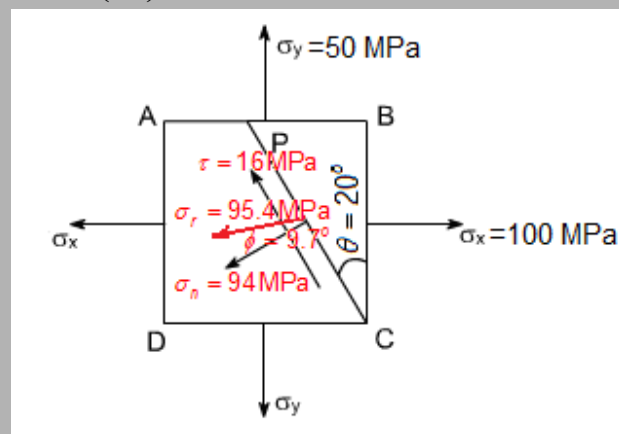 σy =50 MPa
A
B
P
τ = 16MPa
θ = 20°
σr = 95.4MPa
ϕ = 9.7°
σx
σx =100 MPa
σn = 94MPa
D
C
σy